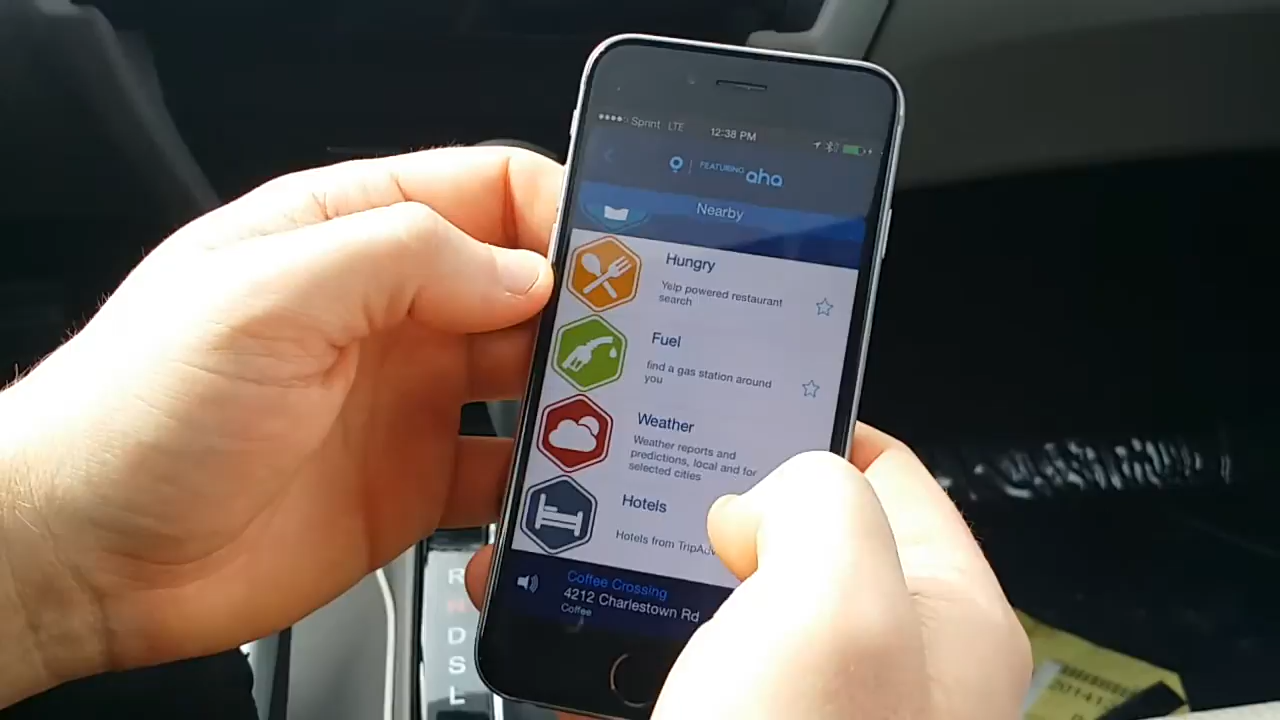 Sprint LTE 12:38 PM
FEATURING aha
Nearby
Hungry
Yelp powered restaurant
search
Fuel
find a gas station around
you
Weather
Weather reports and
predictions, local and for
selected cities
Hotels
Hotels from
Coffee Crossing
4212 Charlestown Rd
Coffee
R
D
S
L